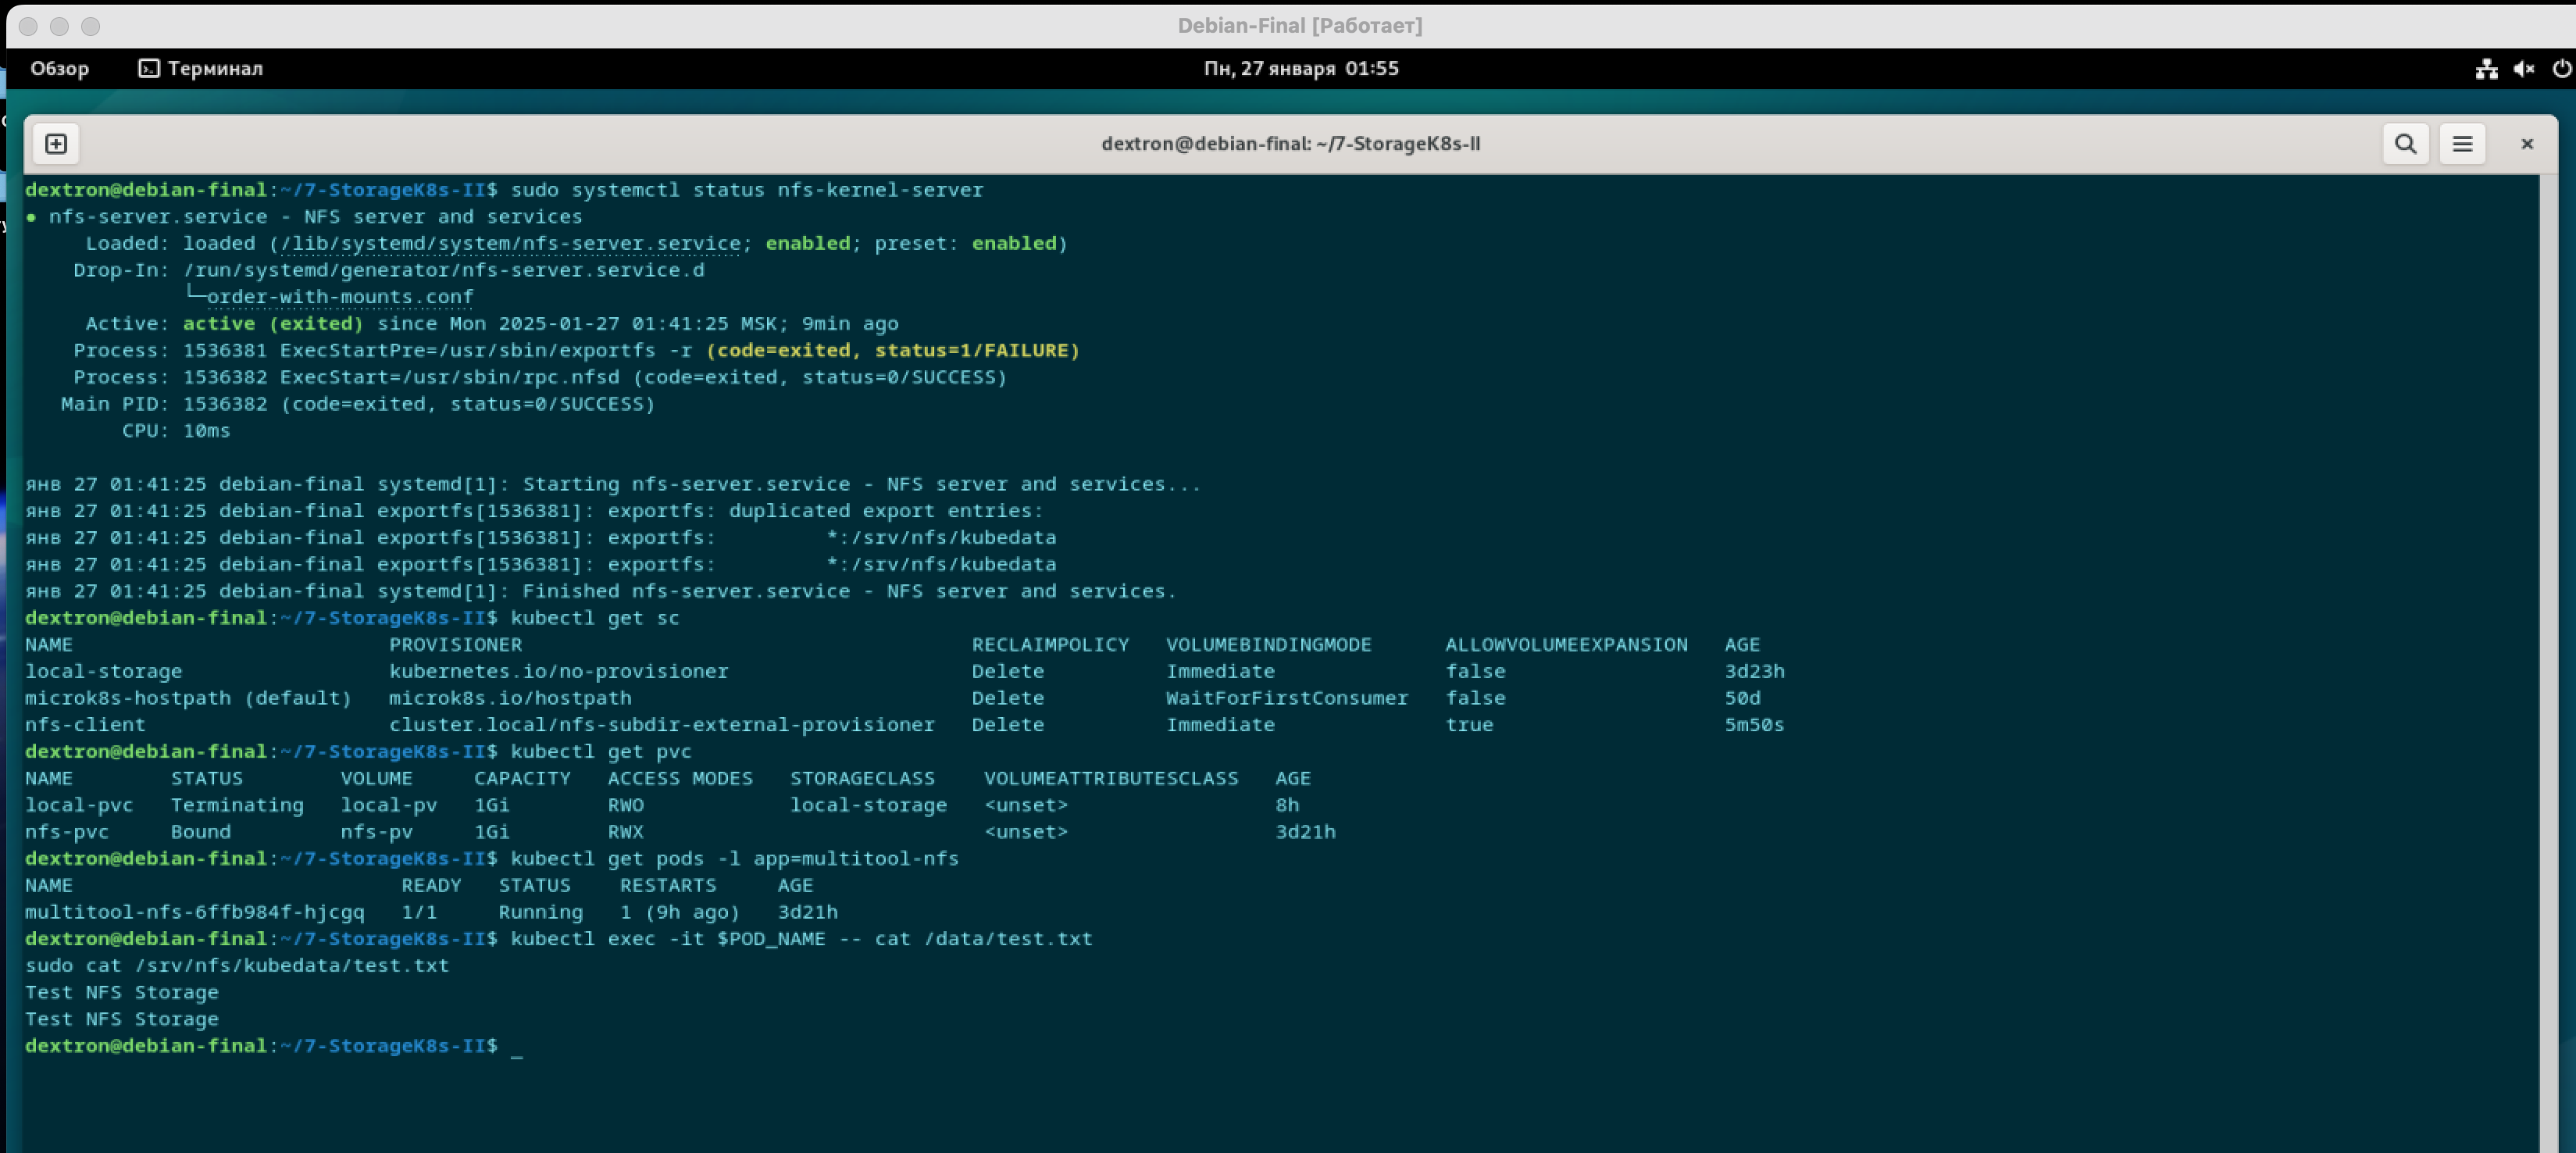 Debian-Final [Работает]
Обзор Терминал Пн, 27 января 01:55
dextron@debian-final: ~/7-StorageK8s-II
dextron@debian-final:~/7-StorageK8s-II$ sudo systemctl status nfs-kernel-server
● nfs-server.service - NFS server and services
     Loaded: loaded (/lib/systemd/system/nfs-server.service; enabled; preset: enabled)
    Drop-In: /run/systemd/generator/nfs-server.service.d
             └─order-with-mounts.conf
     Active: active (exited) since Mon 2025-01-27 01:41:25 MSK; 9min ago
    Process: 1536381 ExecStartPre=/usr/sbin/exportfs -r (code=exited, status=1/FAILURE)
    Process: 1536382 ExecStart=/usr/sbin/rpc.nfsd (code=exited, status=0/SUCCESS)
   Main PID: 1536382 (code=exited, status=0/SUCCESS)
        CPU: 10ms
янв 27 01:41:25 debian-final systemd[1]: Starting nfs-server.service - NFS server and services...
янв 27 01:41:25 debian-final exportfs[1536381]: exportfs: duplicated export entries:
янв 27 01:41:25 debian-final exportfs[1536381]: exportfs:         *:/srv/nfs/kubedata
янв 27 01:41:25 debian-final exportfs[1536381]: exportfs:         *:/srv/nfs/kubedata
янв 27 01:41:25 debian-final systemd[1]: Finished nfs-server.service - NFS server and services.
dextron@debian-final:~/7-StorageK8s-II$ kubectl get sc
NAME                          PROVISIONER                                     RECLAIMPOLICY   VOLUMEBINDINGMODE      ALLOWVOLUMEEXPANSION   AGE
local-storage                 kubernetes.io/no-provisioner                    Delete          Immediate              false                  3d23h
microk8s-hostpath (default)   microk8s.io/hostpath                            Delete          WaitForFirstConsumer   false                  50d
nfs-client                    cluster.local/nfs-subdir-external-provisioner   Delete          Immediate              true                   5m50s
dextron@debian-final:~/7-StorageK8s-II$ kubectl get pvc
NAME        STATUS        VOLUME     CAPACITY   ACCESS MODES   STORAGECLASS    VOLUMEATTRIBUTESCLASS   AGE
local-pvc   Terminating   local-pv   1Gi        RWO            local-storage   <unset>                 8h
nfs-pvc     Bound         nfs-pv     1Gi        RWX                            <unset>                 3d21h
dextron@debian-final:~/7-StorageK8s-II$ kubectl get pods -l app=multitool-nfs
NAME                           READY   STATUS    RESTARTS     AGE
multitool-nfs-6ffb984f-hjcgq   1/1     Running   1 (9h ago)   3d21h
dextron@debian-final:~/7-StorageK8s-II$ kubectl exec -it $POD_NAME -- cat /data/test.txt
sudo cat /srv/nfs/kubedata/test.txt
Test NFS Storage
Test NFS Storage
dextron@debian-final:~/7-StorageK8s-II$ _